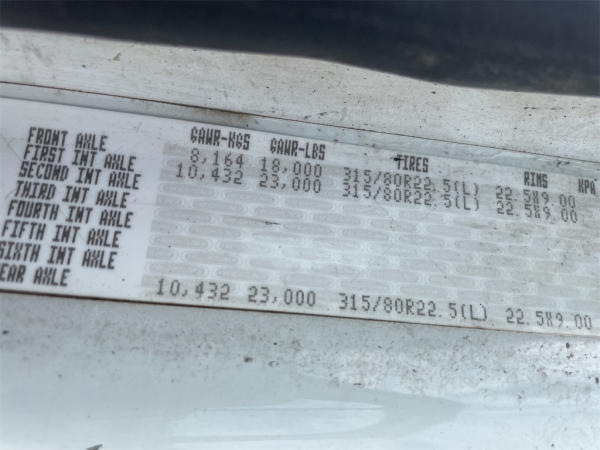 GAWR-KGS GAWR-LBS TIRES RIMS KPA
FRONT AXLE 8,164 18,000 315/80R22.5(L) 22.5X9.00
FIRST INT AXLE 10,432 23,000 315/80R22.5(L) 22.5X9.00
SECOND INT AXLE
THIRD INT AXLE
FOURTH INT AXLE
FIFTH INT AXLE
SIXTH INT AXLE
EAR AXLE 10,432 23,000 315/80R22.5(L) 22.5X9.00